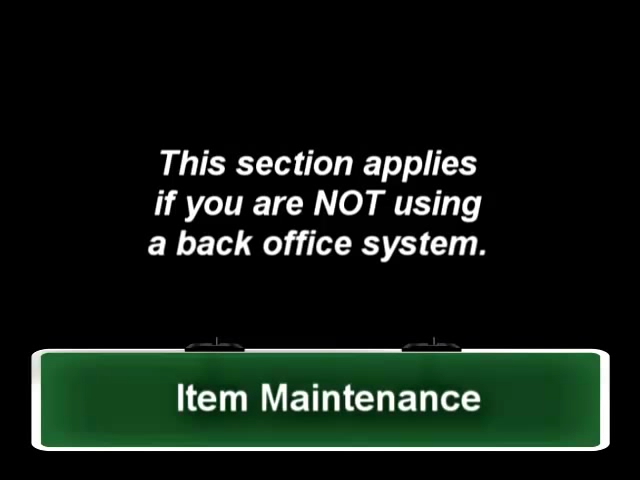 This section applies
if you are NOT using
a back office system.
Item Maintenance